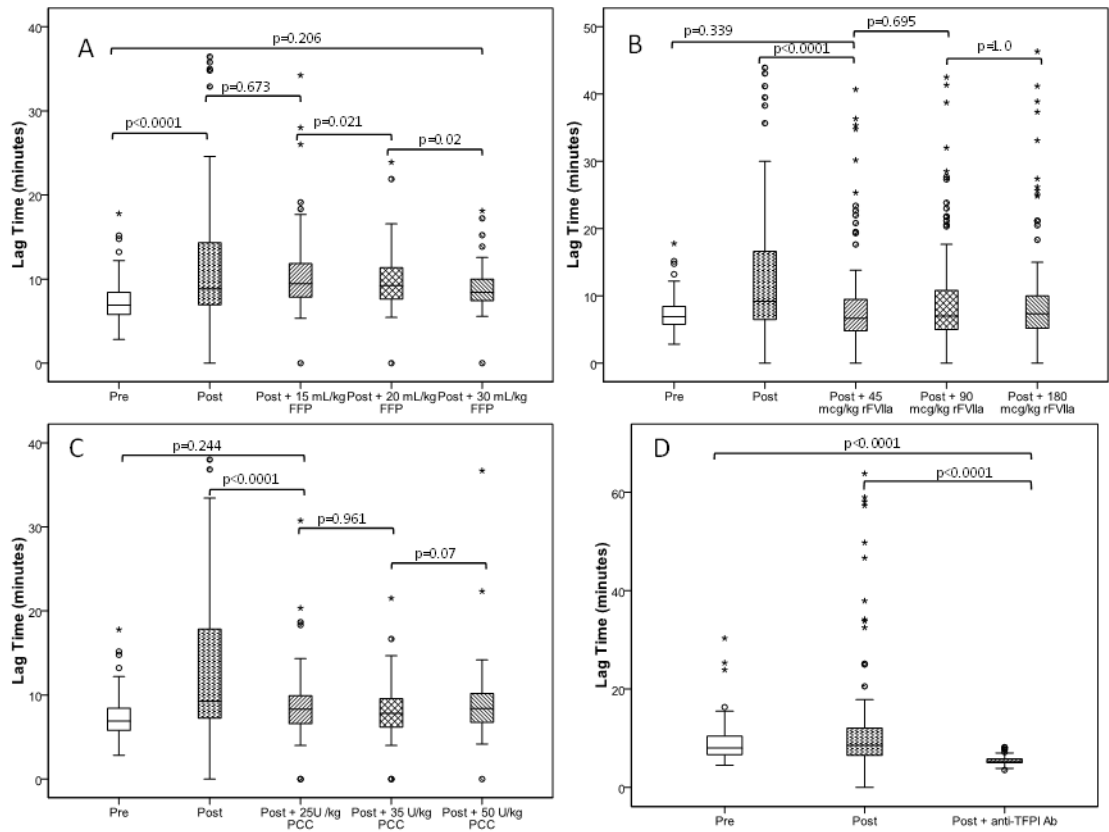 A
p=0.206
p=0.673
p<0.0001
p=0.021
p=0.02
Lag Time (minutes)
40
30
20
10
0
Pre
Post
Post + 15 mL/kg
FFP
Post + 20 mL/kg
FFP
Post + 30 mL/kg
FFP
B
p=0.695
p=0.339
p<0.0001
p=1.0
Lag Time (minutes)
50
40
30
20
10
0
Pre
Post
Post + 45
mcg/kg rFVIIa
Post + 90
mcg/kg rFVIIa
Post + 180
mcg/kg rFVIIa
C
p=0.244
p<0.0001
p=0.961
p=0.07
Lag Time (minutes)
40
30
20
10
0
Pre
Post
Post + 25U /kg
PCC
Post + 35 U/kg
PCC
Post + 50 U/kg
PCC
D
p<0.0001
p<0.0001
Lag Time (minutes)
60
40
20
0
Pre
Post
Post + anti-TFPI Ab